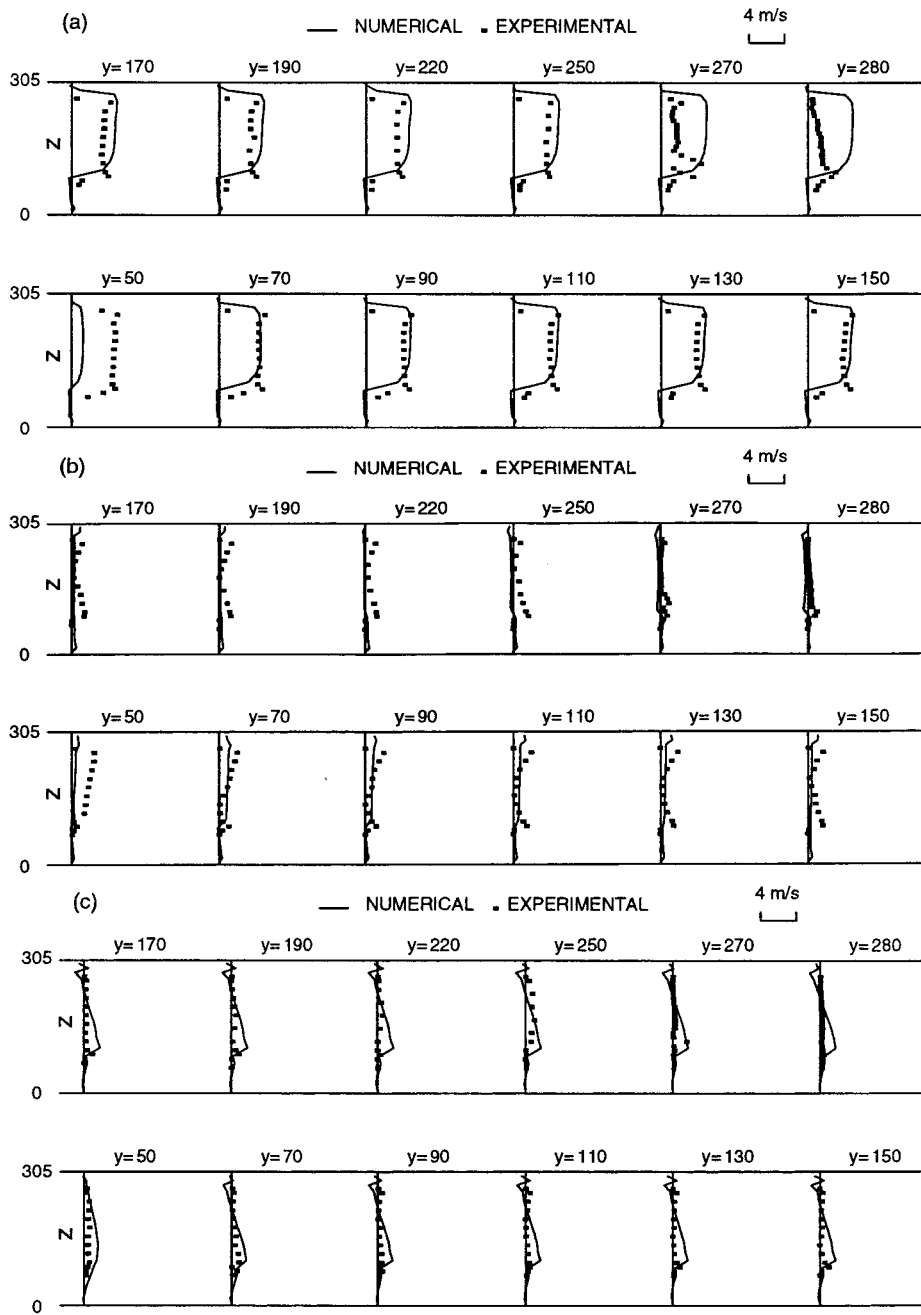 (a)
NUMERICAL EXPERIMENTAL 4 m/s
y=170 y=190 y=220 y=250 y=270 y=280
305
Z
0
y=50 y=70 y=90 y=110 y=130 y=150
305
Z
0
(b)
NUMERICAL EXPERIMENTAL 4 m/s
y=170 y=190 y=220 y=250 y=270 y=280
305
Z
0
y=50 y=70 y=90 y=110 y=130 y=150
305
Z
0
(c)
NUMERICAL EXPERIMENTAL 4 m/s
y=170 y=190 y=220 y=250 y=270 y=280
305
Z
0
y=50 y=70 y=90 y=110 y=130 y=150
305
Z
0